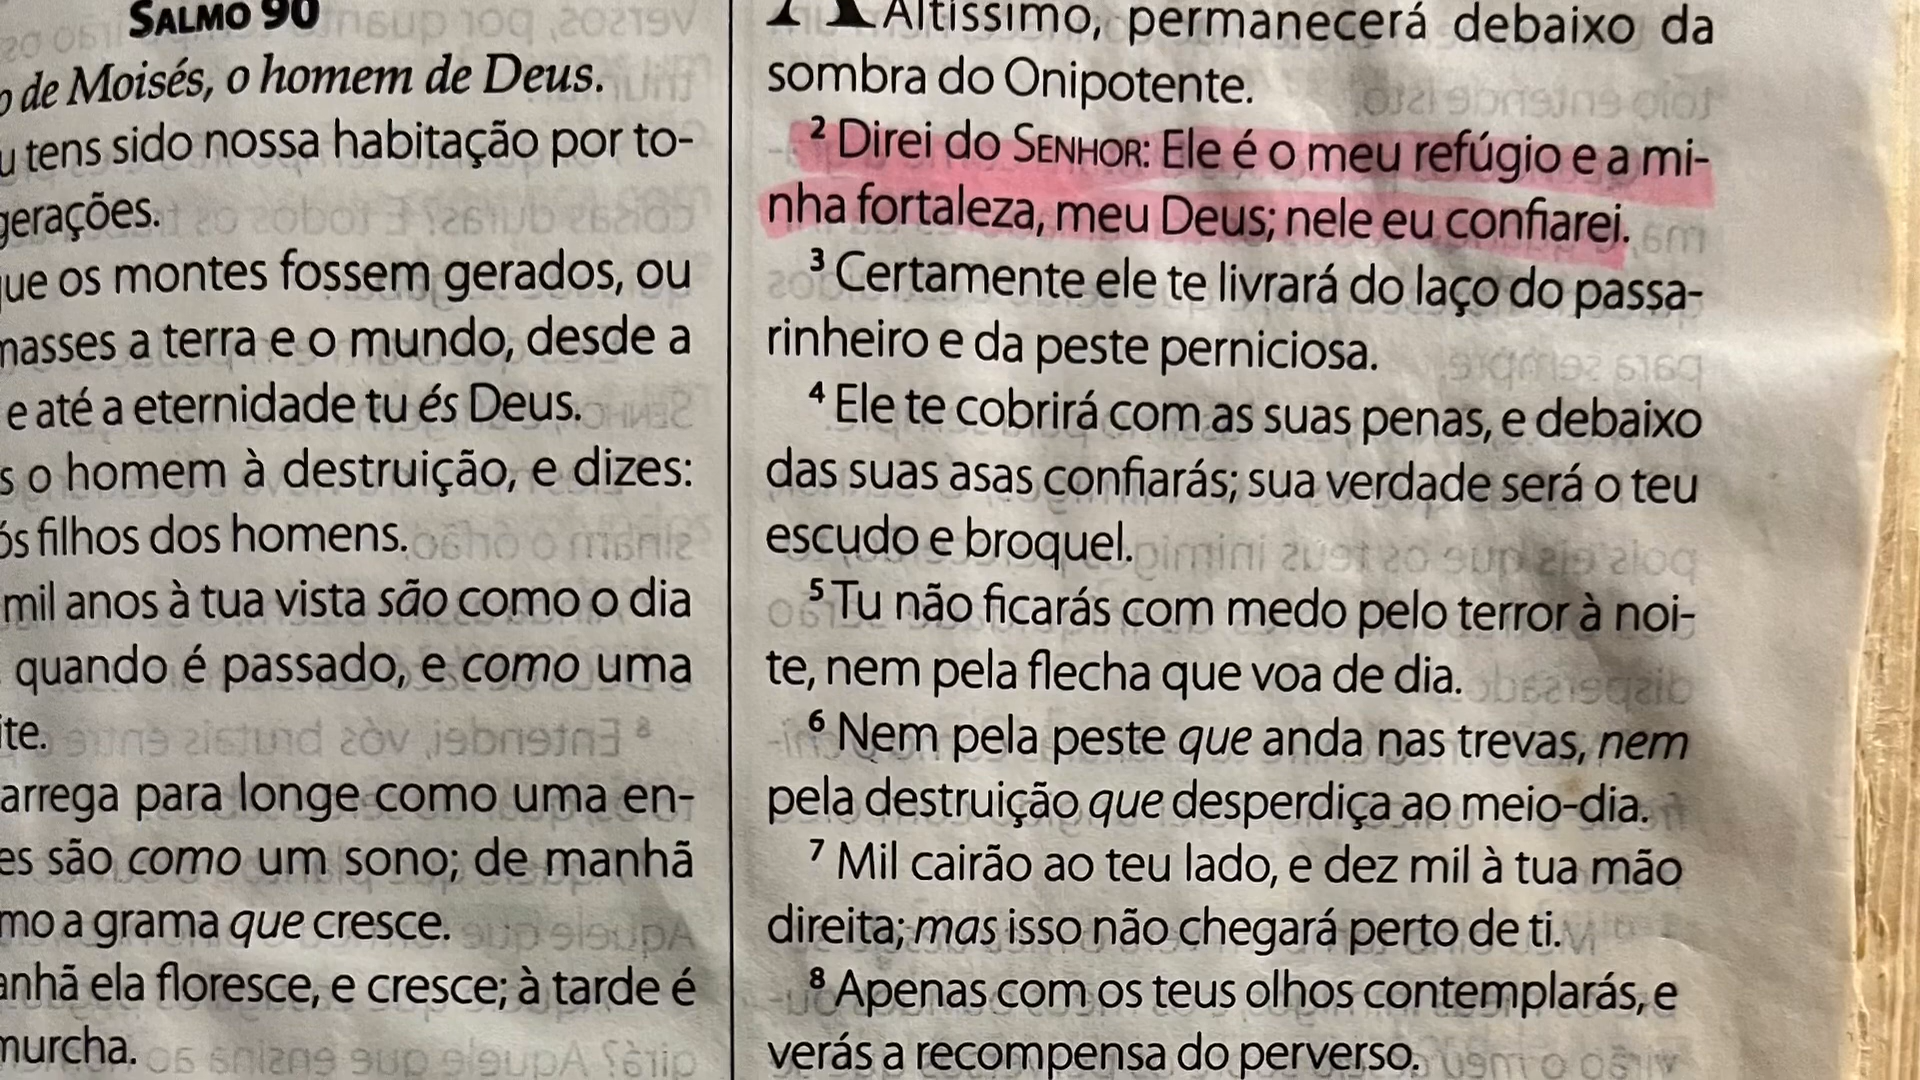 SALMO 90
de Moisés, o homem de Deus.
tens sido nossa habitação por to-
gerações.
que os montes fossem gerados, ou
a terra e o mundo, desde a
e até a eternidade tu és Deus.
o homem à destruição, e dizes:
filhos dos homens.
mil anos à tua vista são como o dia
quando é passado, e como uma
para longe como uma en-
são como um sono; de manhã
a grama que cresce.
ela floresce, e cresce; à tarde é
murcha.
Altíssimo, permanecerá debaixo da
sombra do Onipotente.
2 Direi do SENHOR: Ele é o meu refúgio e a mi-
nha fortaleza, meu Deus; nele eu confiarei.
3 Certamente ele te livrará do laço do passa-
rinheiro e da peste perniciosa.
4 Ele te cobrirá com as suas penas, e debaixo
das suas asas confiarás; sua verdade será o teu
escudo e broquel.
5 Tu não ficarás com medo pelo terror à noi-
te, nem pela flecha que voa de dia.
6 Nem pela peste que anda nas trevas, nem
pela destruição que desperdiça ao meio-dia.
7 Mil cairão ao teu lado, e dez mil à tua mão
direita; mas isso não chegará perto de ti.
8 Apenas com os teus olhos contemplarás, e
verás a recompensa do perverso.